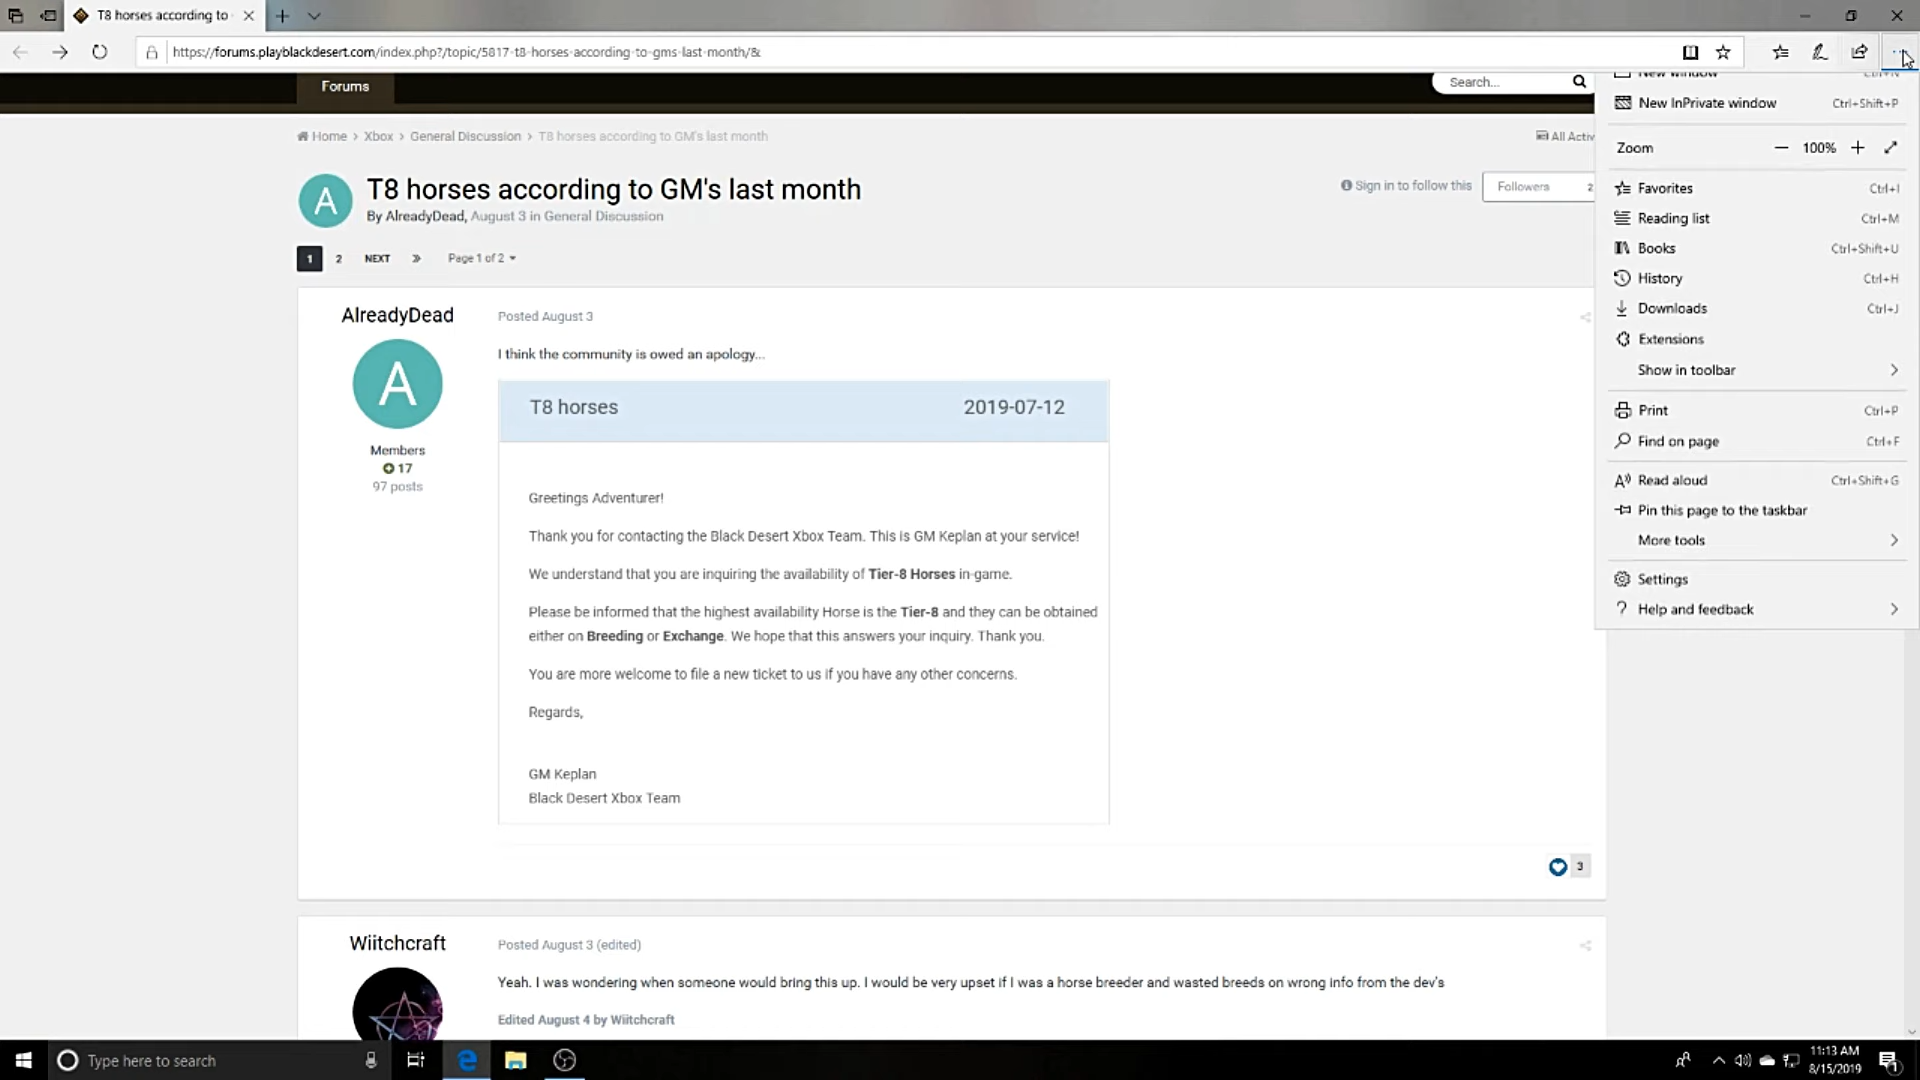 T8 horses according to
https://forums.playblackdesert.com/index.php?/topic/5817-t8-horses-according-to-gms-last-month/&
Forums
Search...
New window Ctrl+N
New InPrivate window Ctrl+Shift+P
Zoom 100%
Favorites Ctrl+I
Reading list Ctrl+M
Books Ctrl+Shift+U
History Ctrl+H
Downloads Ctrl+J
Extensions
Show in toolbar
Print Ctrl+P
Find on page Ctrl+F
Read aloud Ctrl+Shift+G
Pin this page to the taskbar
More tools
Settings
? Help and feedback
Home > Xbox > General Discussion > T8 horses according to GM's last month
All Activ
A
T8 horses according to GM's last month
By AlreadyDead, August 3 in General Discussion
Sign in to follow this
Followers 2
1 2 NEXT » Page 1 of 2
AlreadyDead
A
Members
17
97 posts
Posted August 3
I think the community is owed an apology...
T8 horses 2019-07-12
Greetings Adventurer!
Thank you for contacting the Black Desert Xbox Team. This is GM Keplan at your service!
We understand that you are inquiring the availability of Tier-8 Horses in-game.
Please be informed that the highest availability Horse is the Tier-8 and they can be obtained
either on Breeding or Exchange. We hope that this answers your inquiry. Thank you.
You are more welcome to file a new ticket to us if you have any other concerns.
Regards,
GM Keplan
Black Desert Xbox Team
3
Wiitchcraft
Posted August 3 (edited)
Yeah. I was wondering when someone would bring this up. I would be very upset if I was a horse breeder and wasted breeds on wrong info from the dev's
Edited August 4 by Wiitchcraft
Type here to search
11:13 AM
8/15/2019
1